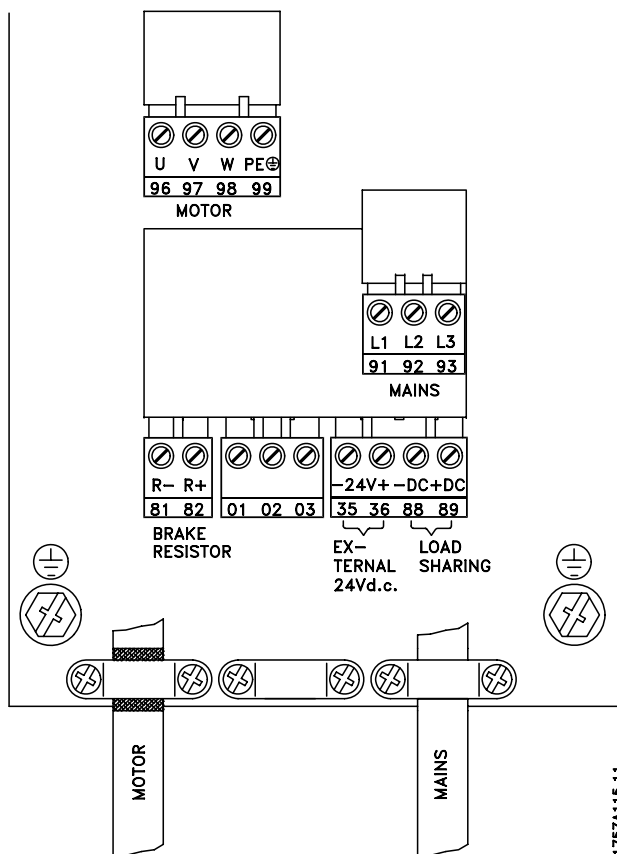 U V W PE
96 97 98 99
MOTOR
L1 L2 L3
91 92 93
MAINS
R- R+
81 82
01 02 03
-24V+ -DC+DC
35 36 88 89
BRAKE
RESISTOR
EX-
TERNAL
24Vd.c.
LOAD
SHARING
MOTOR
MAINS